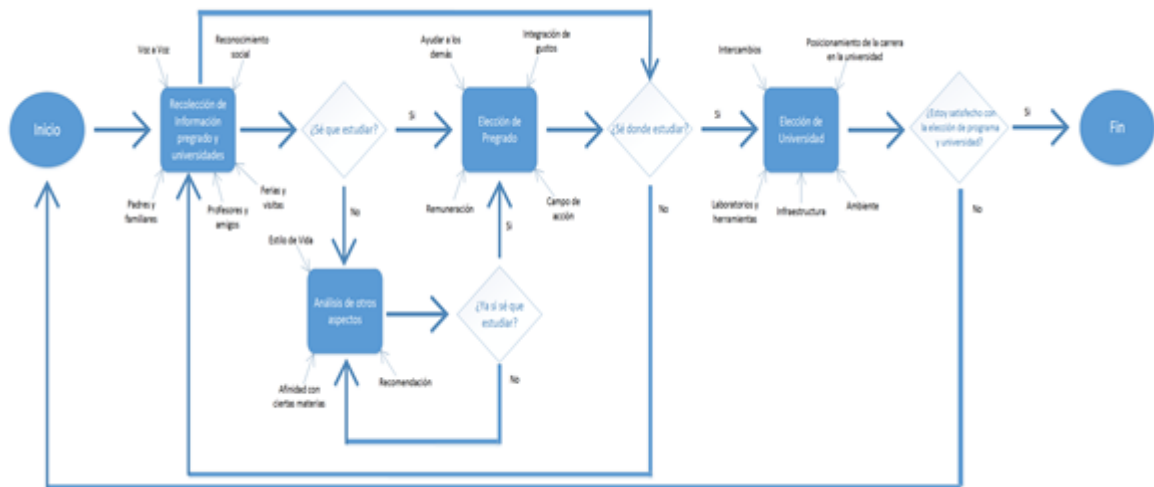 Voz a Voz
Reconocimiento
social
Ayudar a los
demás
Integración de
gustos
Intercambios
Posicionamiento de la carrera
en la universidad
Inicio
Recolección de
Información
pregrado y
universidades
¿Sé que estudiar?
Si
Elección de
Pregrado
¿Sé donde estudiar?
Si
Elección de
Universidad
¿Estoy satisfecho con
la elección de programa
y universidad?
Si
Fin
Padres y
familiares
Profesores y
amigos
Ferias y
visitas
No
Remuneración
Si
Campo de
acción
No
Laboratorios y
herramientas
Infraestructura
Ambiente
No
Estilo de Vida
Análisis de otros
aspectos
¿Ya si sé que
estudiar?
No
Afinidad con
ciertas materias
Recomendación